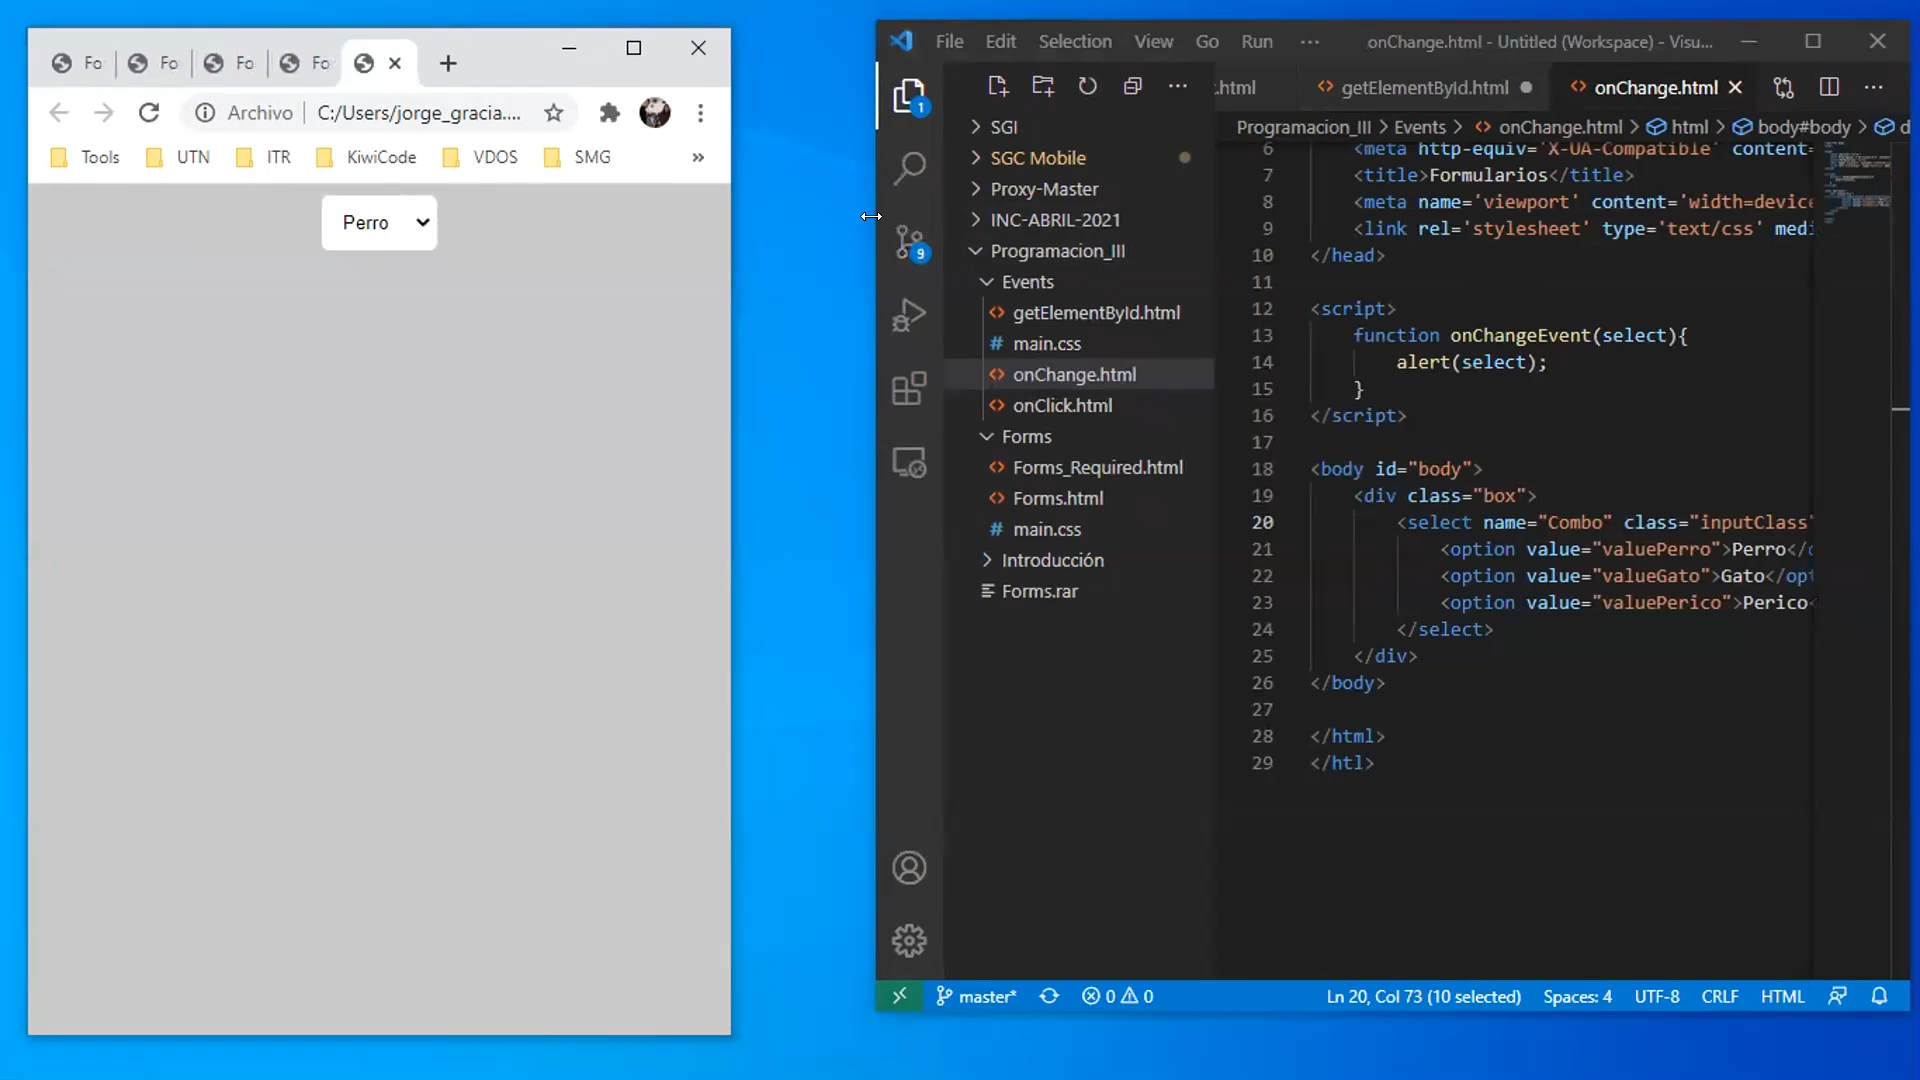 Fo
Fo
Fo
Fo
Archivo
C:/Users/jorge_gracia....
Tools
UTN
ITR
KiwiCode
VDOS
SMG
»
Perro
File Edit Selection View Go Run ···
onChange.html - Untitled (Workspace) - Visu...
1
9
SGI
SGC Mobile
Proxy-Master
INC-ABRIL-2021
Programacion_III
Events
getElementById.html
main.css
onChange.html
onClick.html
Forms
Forms_Required.html
Forms.html
main.css
Introducción
Forms.rar
.html
getElementById.html
onChange.html
Programacion_III > Events > onChange.html > html > body#body >
6 <meta http-equiv='X-UA-Compatible' content=
7 <title>Formularios</title>
8 <meta name='viewport' content='width=device
9 <link rel='stylesheet' type='text/css' medi
10 </head>
11
12 <script>
13 function onChangeEvent(select){
14 alert(select);
15 }
16 </script>
17
18 <body id="body">
19 <div class="box">
20 <select name="Combo" class="inputClass"
21 <option value="valuePerro">Perro</o
22 <option value="valueGato">Gato</opt
23 <option value="valuePerico">Perico<
24 </select>
25 </div>
26 </body>
27
28 </html>
29 </htl>
master*
0
0
Ln 20, Col 73 (10 selected)
Spaces: 4
UTF-8
CRLF
HTML